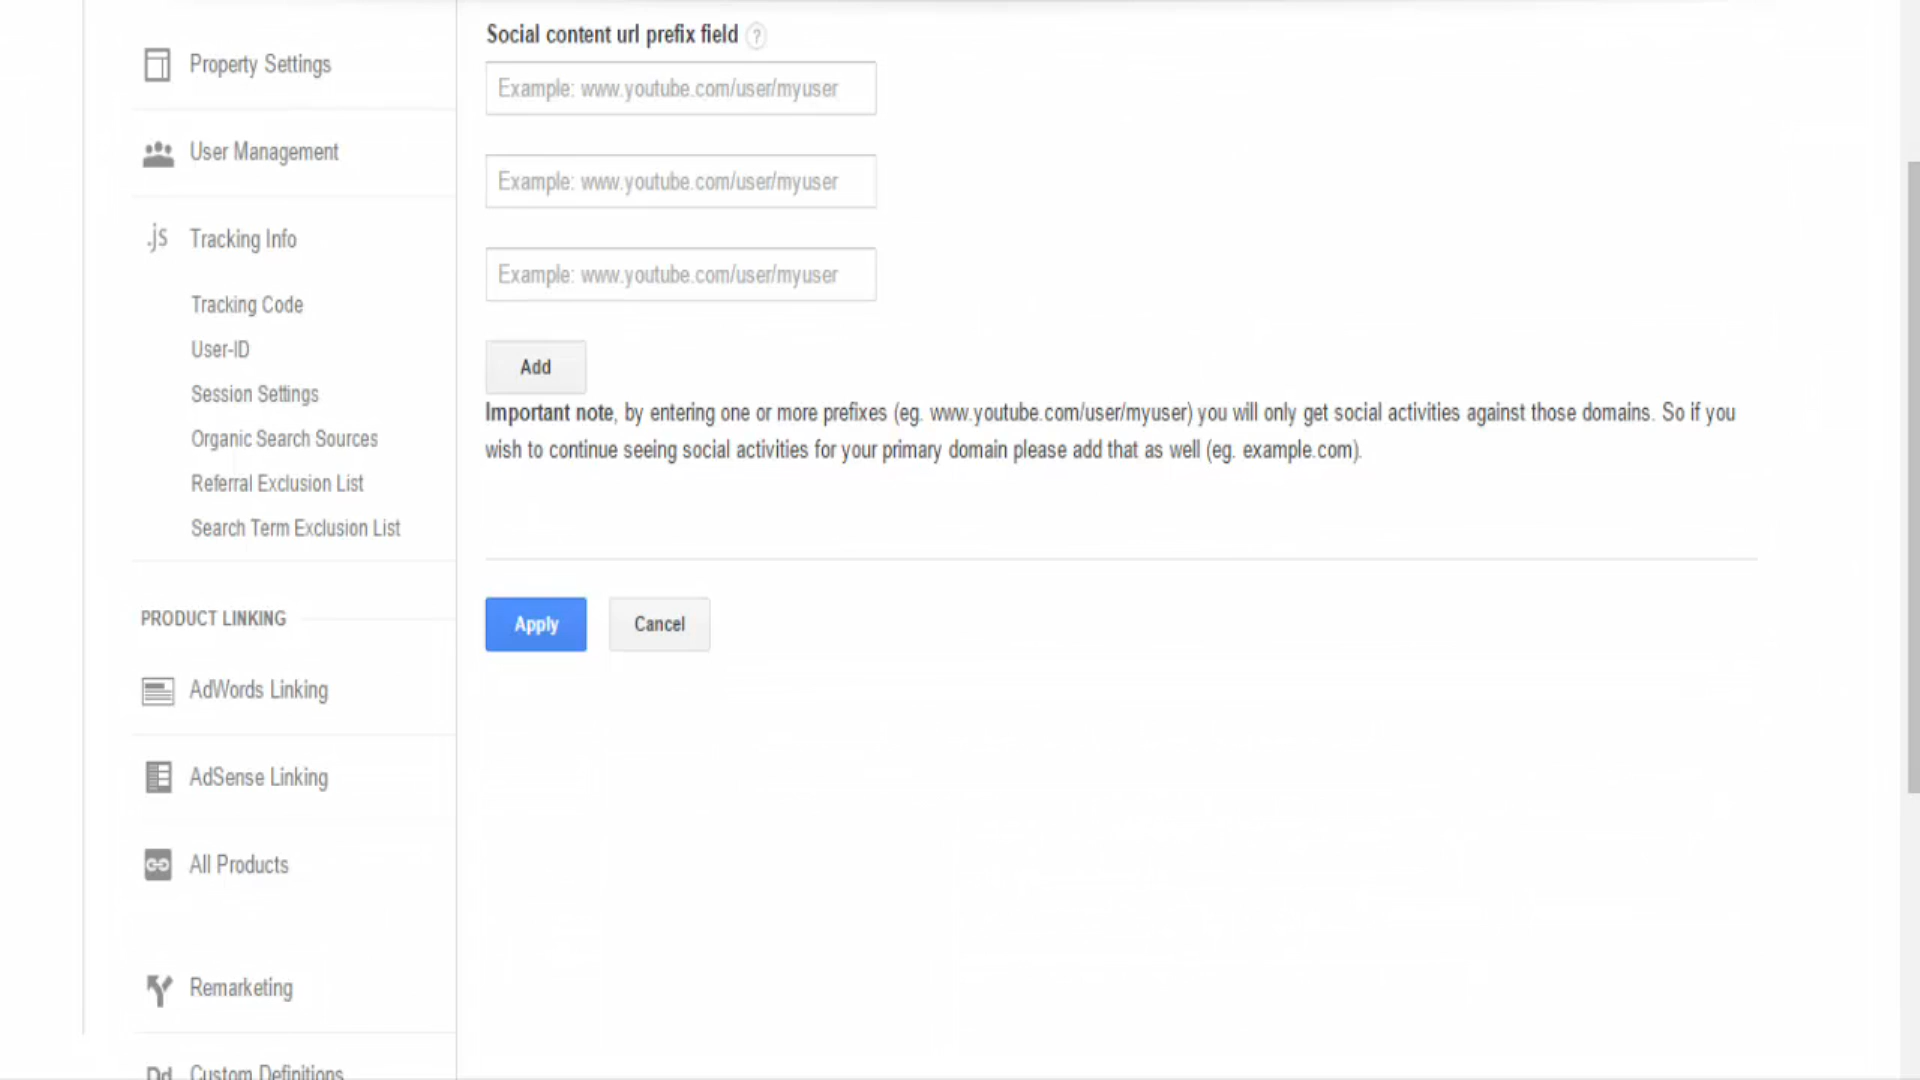 Property Settings
User Management
.js Tracking Info
Tracking Code
User-ID
Session Settings
Organic Search Sources
Referral Exclusion List
Search Term Exclusion List
PRODUCT LINKING
AdWords Linking
AdSense Linking
All Products
Remarketing
Dd Custom Definitions
Social content url prefix field ?
Example: www.youtube.com/user/myuser
Example: www.youtube.com/user/myuser
Example: www.youtube.com/user/myuser
Add
Important note, by entering one or more prefixes (eg. www.youtube.com/user/myuser) you will only get social activities against those domains. So if you
wish to continue seeing social activities for your primary domain please add that as well (eg. example.com).
Apply Cancel